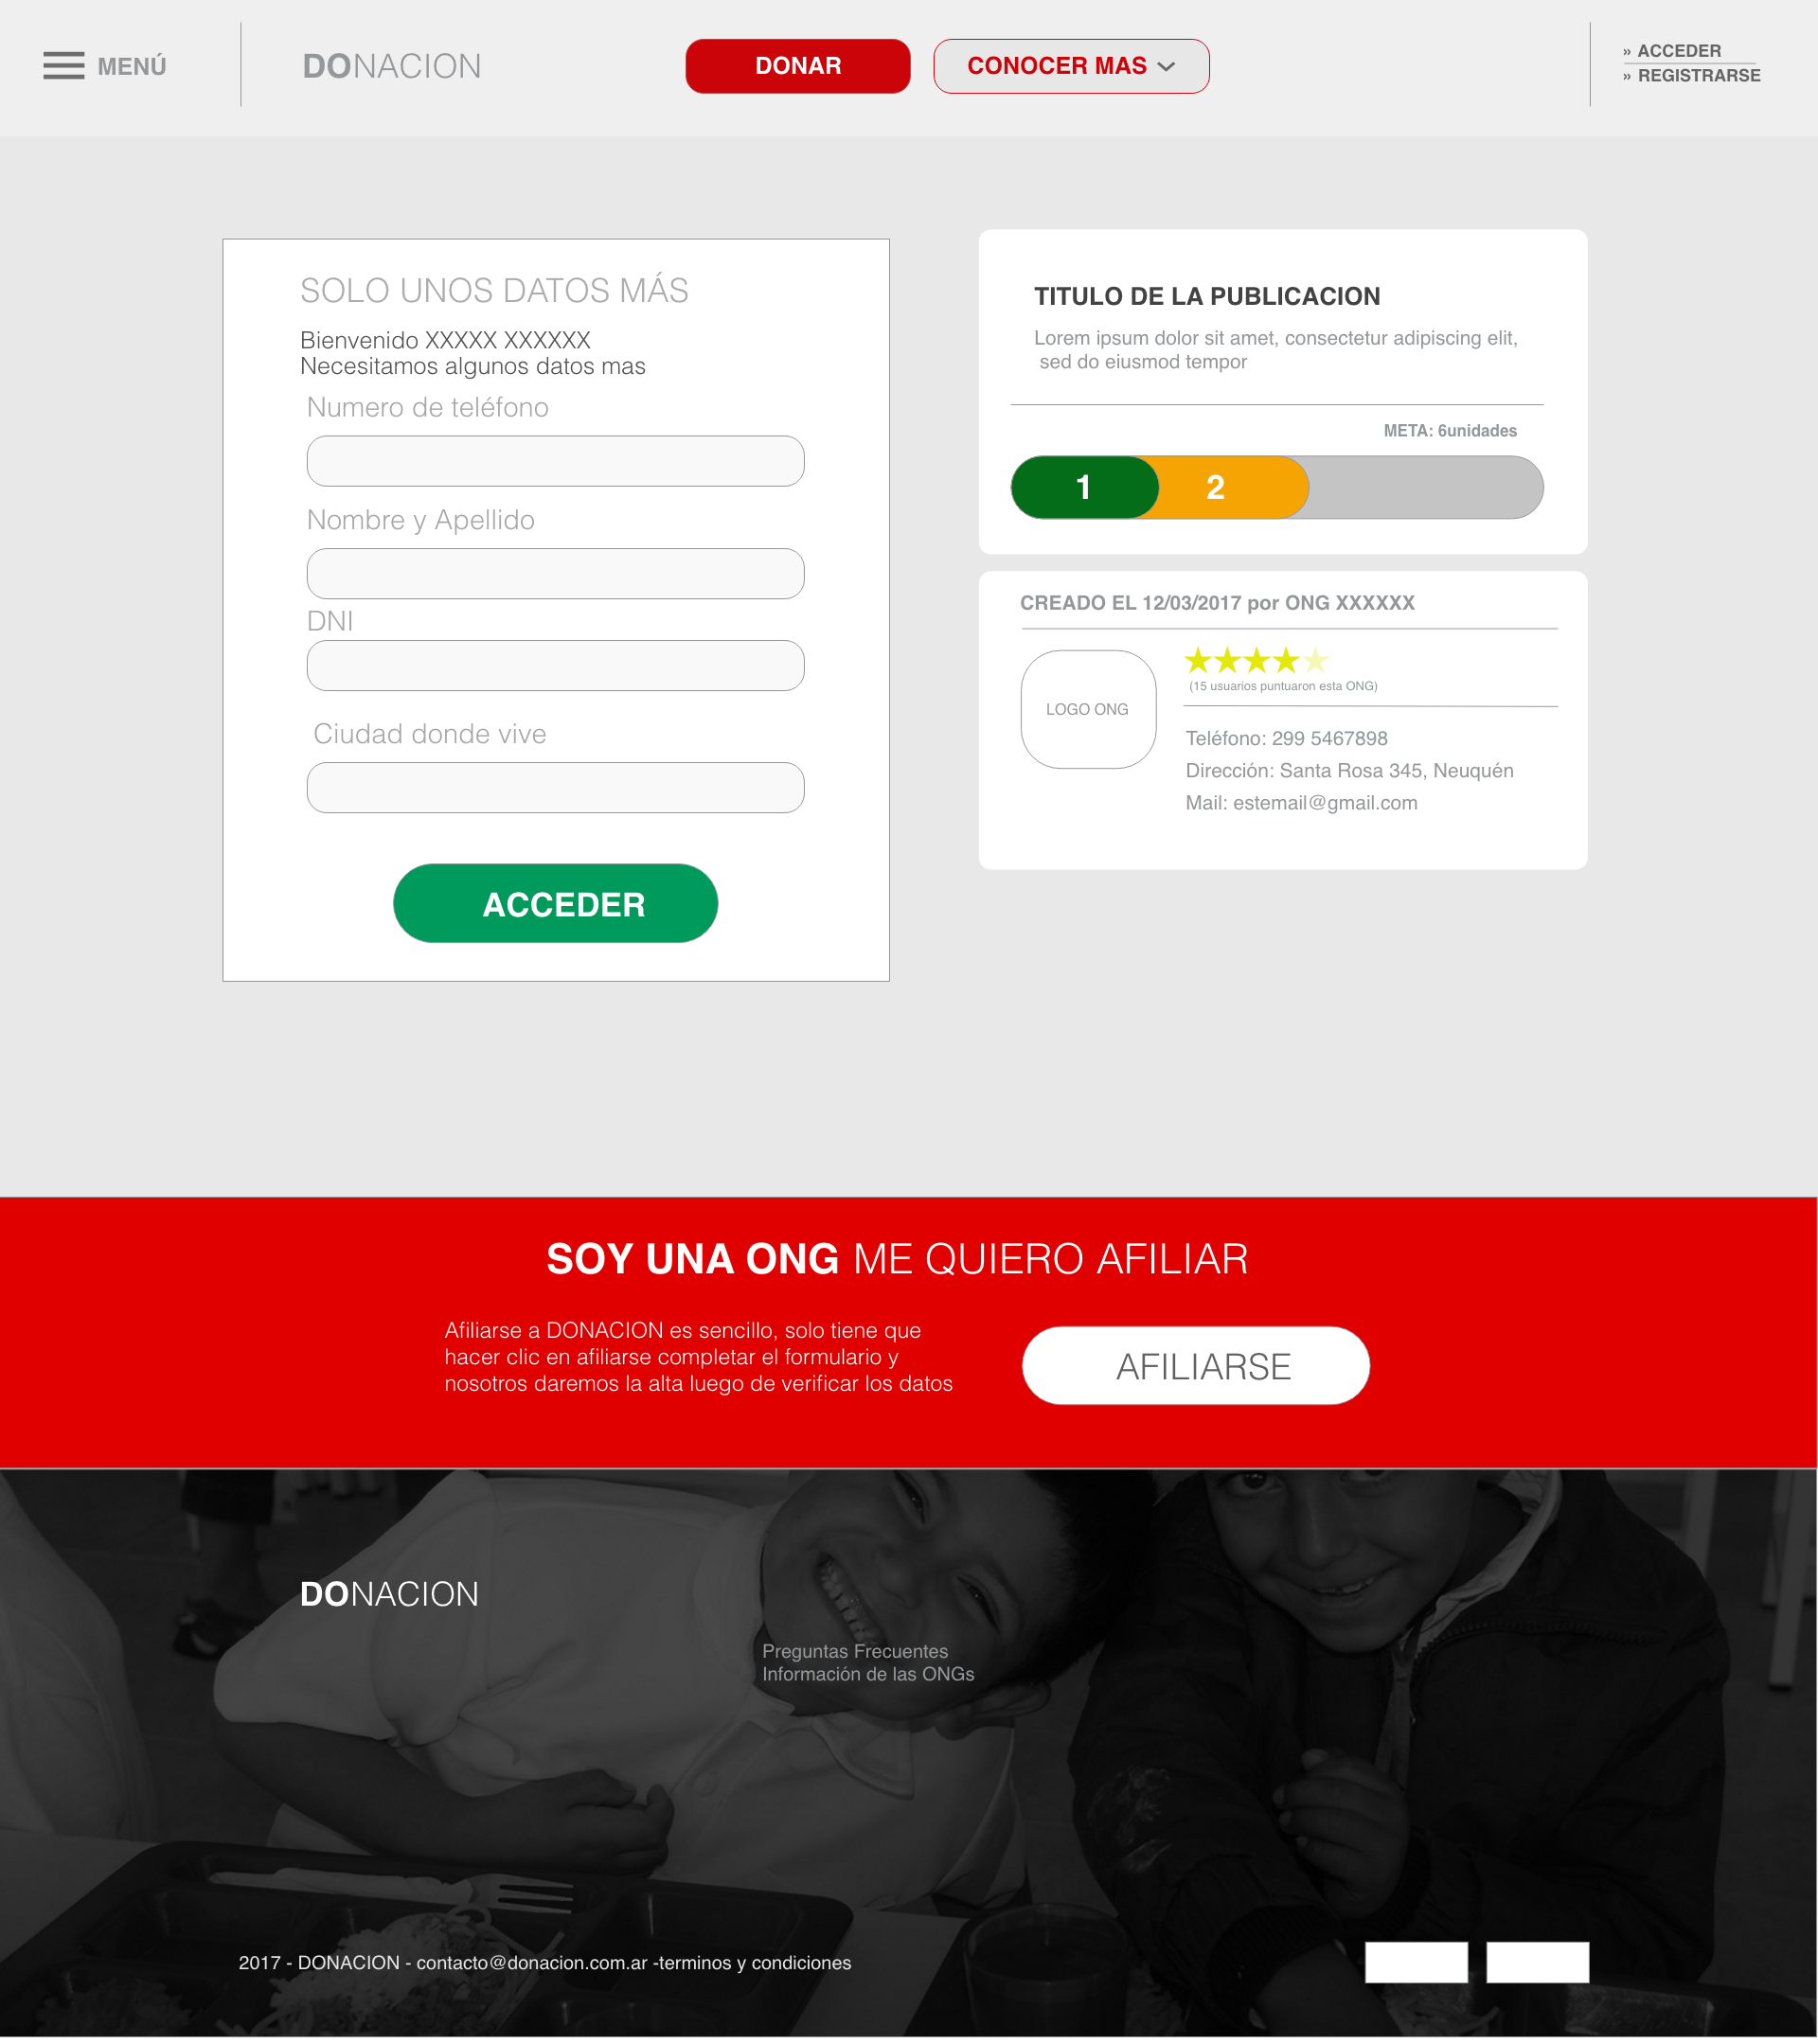 MENÚ
DONACION
DONAR
CONOCER MAS
» ACCEDER
» REGISTRARSE
SOLO UNOS DATOS MÁS
Bienvenido XXXXX XXXXXX
Necesitamos algunos datos mas
Numero de teléfono
Nombre y Apellido
DNI
Ciudad donde vive
ACCEDER
TITULO DE LA PUBLICACION
Lorem ipsum dolor sit amet, consectetur adipiscing elit,
sed do eiusmod tempor
META: 6unidades
1
2
CREADO EL 12/03/2017 por ONG XXXXXX
LOGO ONG
(15 usuarios puntuaron esta ONG)
Teléfono: 299 5467898
Dirección: Santa Rosa 345, Neuquén
Mail: estemail@gmail.com
SOY UNA ONG ME QUIERO AFILIAR
Afiliarse a DONACION es sencillo, solo tiene que
hacer clic en afiliarse completar el formulario y
nosotros daremos la alta luego de verificar los datos
AFILIARSE
DONACION
Preguntas Frecuentes
Información de las ONGs
2017 - DONACION - contacto@donacion.com.ar -terminos y condiciones